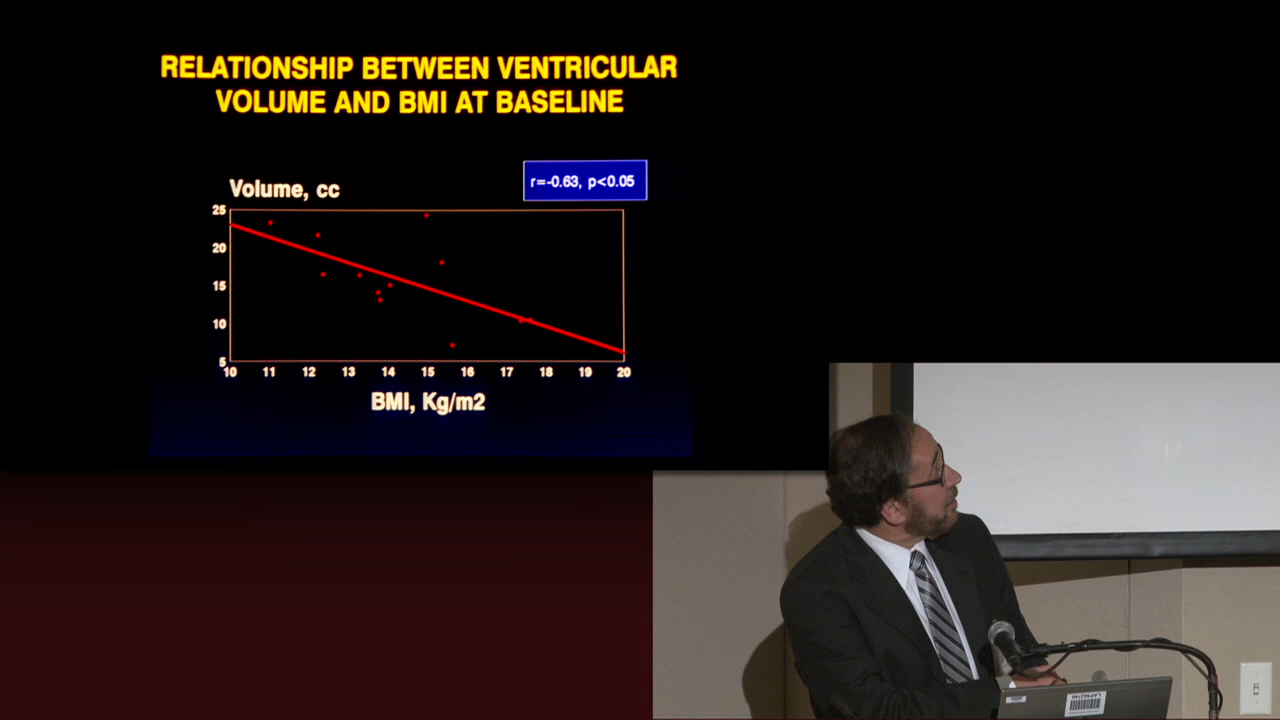 RELATIONSHIP BETWEEN VENTRICULAR
VOLUME AND BMI AT BASELINE
r=-0.63, p<0.05
Volume, cc
25
20
15
10
5
10 11 12 13 14 15 16 17 18 19 20
BMI, Kg/m2